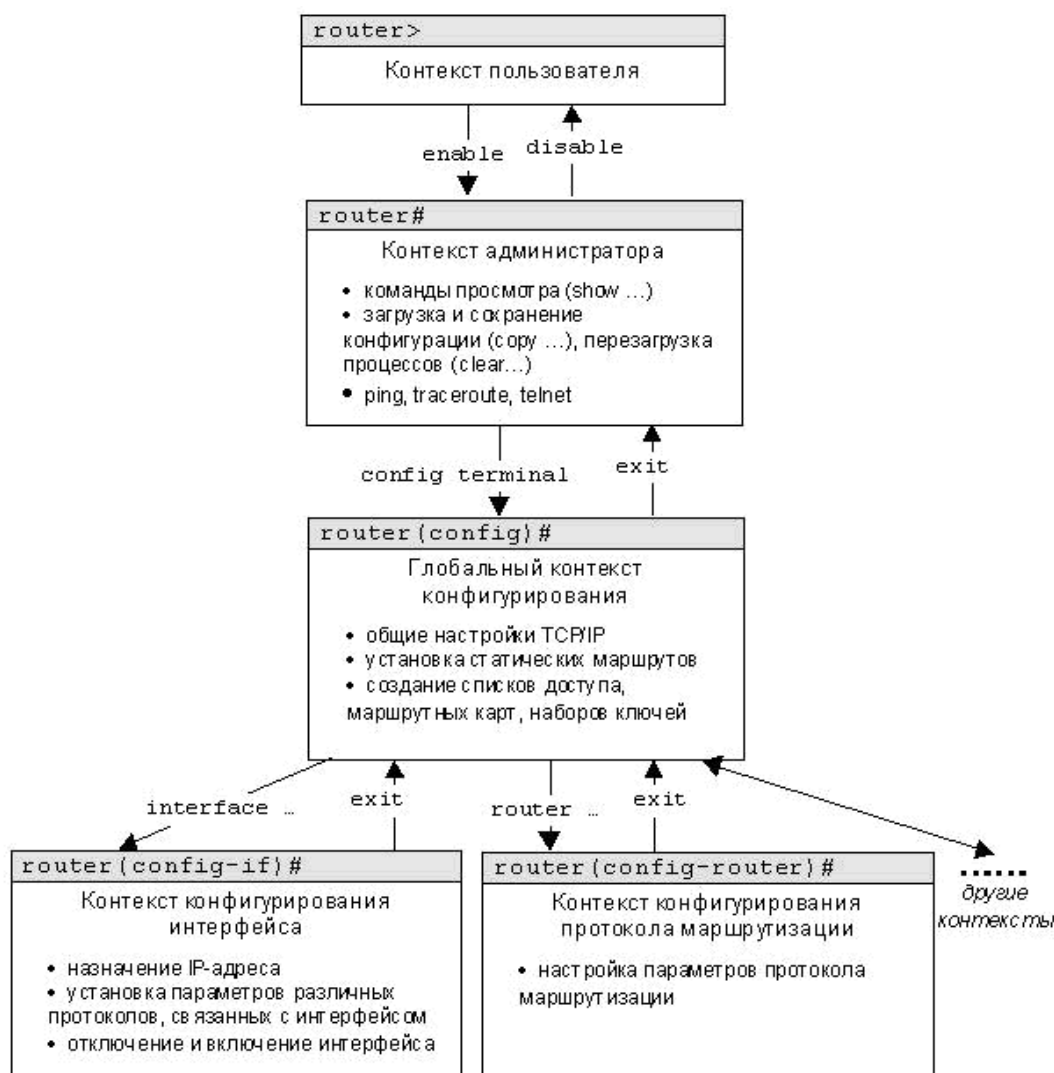 router>
Контекст пользователя
enable
disable
router#
Контекст администратора
• команды просмотра (show ...)
• загрузка и сохранение
конфигурации (copy ...), перезагрузка
процессов (clear...)
• ping, traceroute, telnet
config terminal
exit
router(config)#
Глобальный контекст
конфигурирования
• общие настройки TCP/IP
• установка статических маршрутов
• создание списков доступа,
маршрутных карт, наборов ключей
interface ...
exit
router ...
exit
router(config-if)#
Контекст конфигурирования
интерфейса
• назначение IP-адреса
• установка параметров различных
протоколов, связанных с интерфейсом
• отключение и включение интерфейса
router(config-router)#
Контекст конфигурирования
протокола маршрутизации
• настройка параметров протокола
маршрутизации
другие
контексты